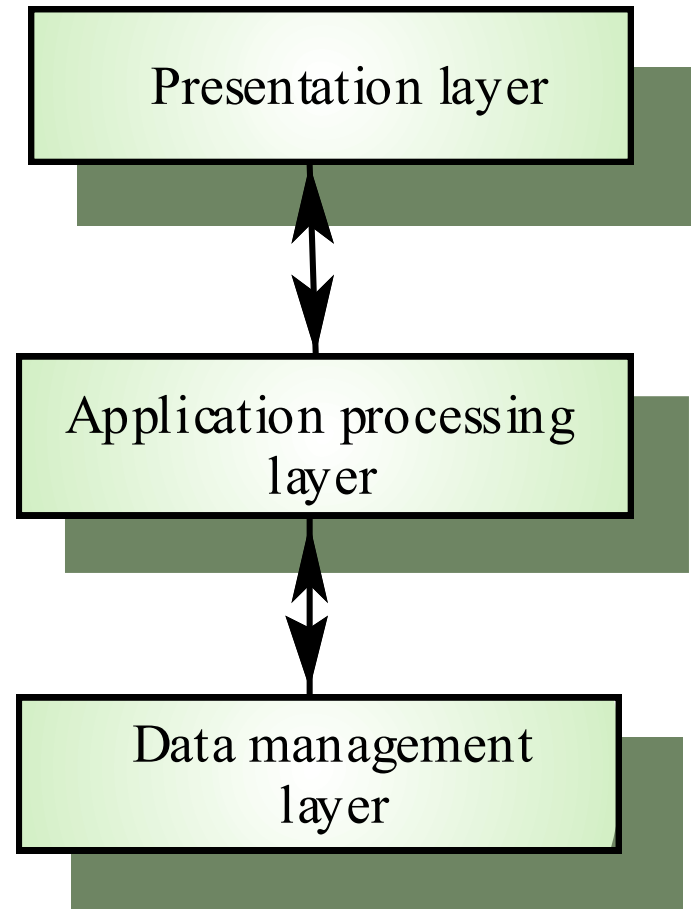 Presentation layer
Application processing
layer
Data management
layer